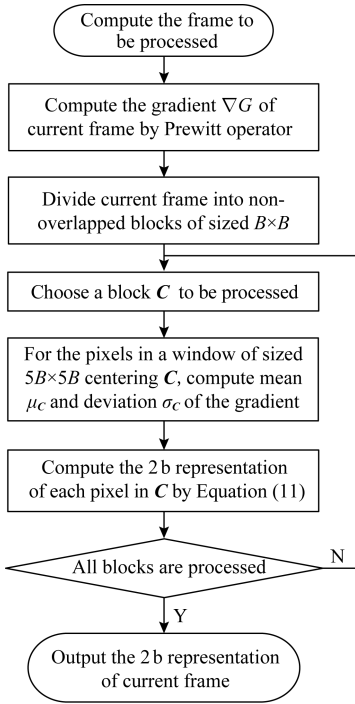 Compute the frame to
be processed
Compute the gradient ∇G of
current frame by Prewitt operator
Divide current frame into non-
overlapped blocks of sized B×B
Choose a block C to be processed
For the pixels in a window of sized
5B×5B centering C, compute mean
μC and deviation σC of the gradient
Compute the 2 b representation
of each pixel in C by Equation (11)
All blocks are processed
N
Y
Output the 2 b representation
of current frame